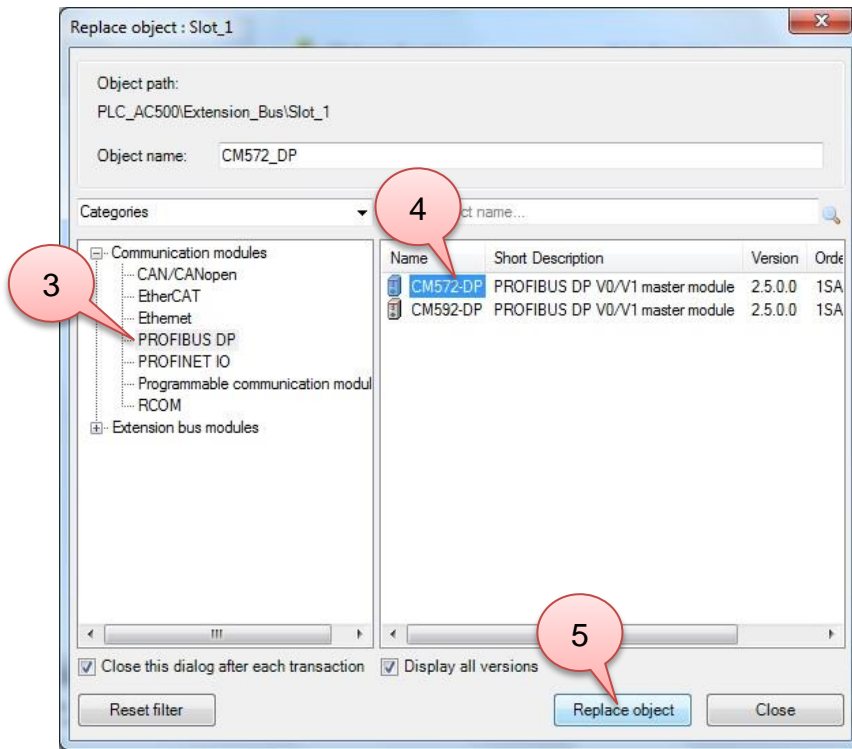 Replace object : Slot_1
Object path:
PLC_AC500\Extension_Bus\Slot_1
Object name: CM572_DP
Categories
4
name...
3
Communication modules
CAN/CANopen
EtherCAT
Ethernet
PROFIBUS DP
PROFINET IO
Programmable communication modul
RCOM
Extension bus modules
Name Short Description Version Orde
CM572-DP PROFIBUS DP V0/V1 master module 2.5.0.0 1SA
CM592-DP PROFIBUS DP V0/V1 master module 2.5.0.0 1SA
5
Close this dialog after each transaction Display all versions
Reset filter Replace object Close